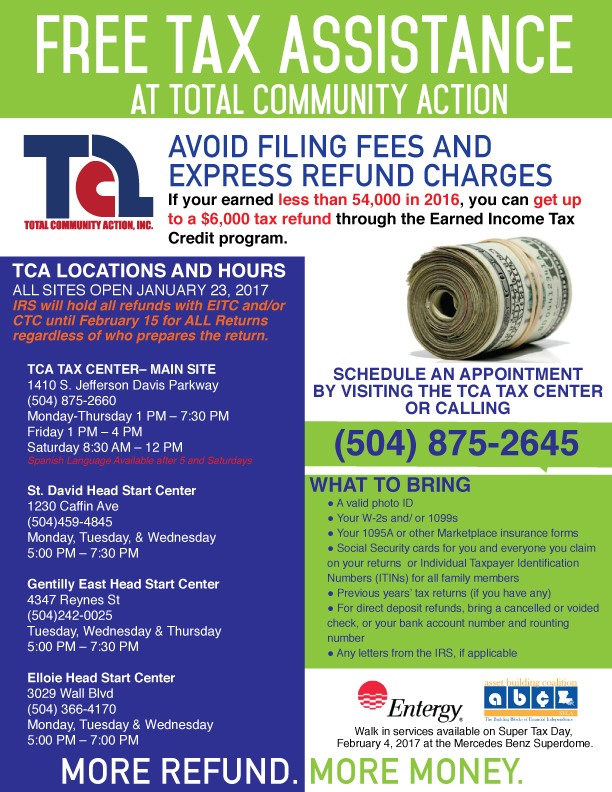 FREE TAX ASSISTANCE
AT TOTAL COMMUNITY ACTION
TCA
TOTAL COMMUNITY ACTION, INC.
AVOID FILING FEES AND
EXPRESS REFUND CHARGES
If your earned less than 54,000 in 2016, you can get up
to a $6,000 tax refund through the Earned Income Tax
Credit program.
TCA LOCATIONS AND HOURS
ALL SITES OPEN JANUARY 23, 2017
IRS will hold all refunds with EITC and/or
CTC until February 15 for ALL Returns
regardless of who prepares the return.
TCA TAX CENTER– MAIN SITE
1410 S. Jefferson Davis Parkway
(504) 875-2660
Monday-Thursday 1 PM – 7:30 PM
Friday 1 PM – 4 PM
Saturday 8:30 AM – 12 PM
Spanish Language Available after 5 and Saturdays
St. David Head Start Center
1230 Caffin Ave
(504)459-4845
Monday, Tuesday, & Wednesday
5:00 PM – 7:30 PM
Gentilly East Head Start Center
4347 Reynes St
(504)242-0025
Tuesday, Wednesday & Thursday
5:00 PM – 7:30 PM
Elloie Head Start Center
3029 Wall Blvd
(504) 366-4170
Monday, Tuesday & Wednesday
5:00 PM – 7:00 PM
SCHEDULE AN APPOINTMENT
BY VISITING THE TCA TAX CENTER
OR CALLING
(504) 875-2645
WHAT TO BRING
● A valid photo ID
● Your W-2s and/ or 1099s
● Your 1095A or other Marketplace insurance forms
● Social Security cards for you and everyone you claim
on your returns or Individual Taxpayer Identification
Numbers (ITINs) for all family members
● Previous years' tax returns (if you have any)
● For direct deposit refunds, bring a cancelled or voided
check, or your bank account number and rounting
number
● Any letters from the IRS, if applicable
Entergy®
asset building coalition
The Building Blocks of Financial Independence
Walk in services available on Super Tax Day,
February 4, 2017 at the Mercedes Benz Superdome.
MORE REFUND. MORE MONEY.